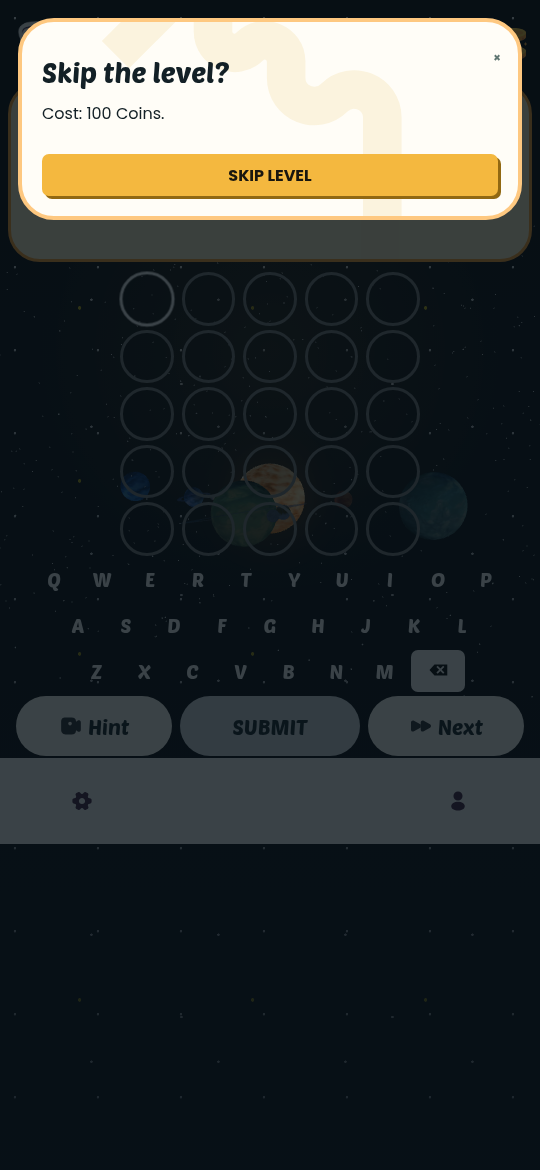 Skip the level?
×
Cost: 100 Coins.
SKIP LEVEL
Q W E R T Y U I O P
A S D F G H J K L
Z X C V B N M
Hint SUBMIT Next